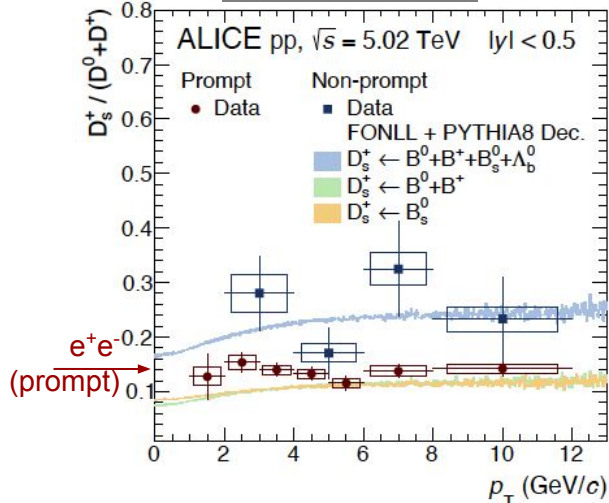 ALICE pp, √s = 5.02 TeV |y| < 0.5
Prompt
Data
Non-prompt
Data
FONLL + PYTHIA8 Dec.
D_s^+ ← B^0+B^++B_s^0+Λ_b^0
D_s^+ ← B^0+B^+
D_s^+ ← B_s^0
D_s^+ / (D^0+D^+)
0.8
0.7
0.6
0.5
0.4
0.3
0.2
0.1
e^+e^-
(prompt)
0 2 4 6 8 10 12
p_T (GeV/c)